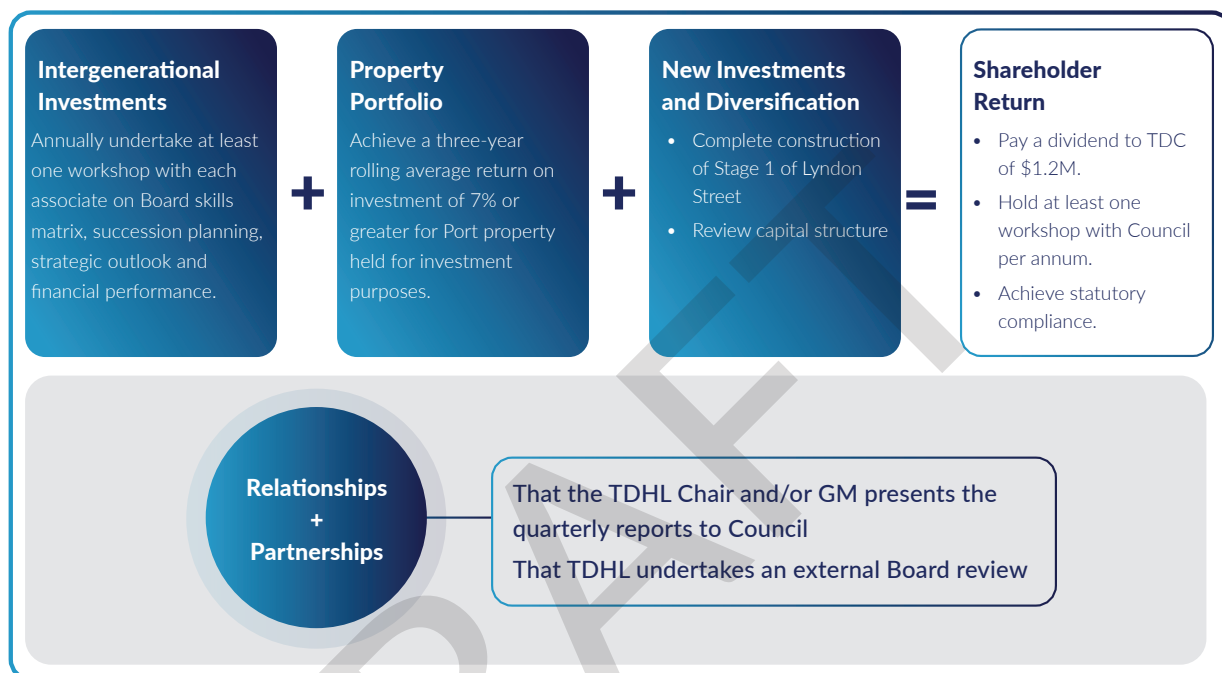 Intergenerational
Investments
Annually undertake at least
one workshop with each
associate on Board skills
matrix, succession planning,
strategic outlook and
financial performance.
+
Property
Portfolio
Achieve a three-year
rolling average return on
investment of 7% or
greater for Port property
held for investment
purposes.
+
New Investments
and Diversification
• Complete construction
of Stage 1 of Lyndon
Street
• Review capital structure
=
Shareholder
Return
• Pay a dividend to TDC
of $1.2M.
• Hold at least one
workshop with Council
per annum.
• Achieve statutory
compliance.
Relationships
+
Partnerships
That the TDHL Chair and/or GM presents the
quarterly reports to Council
That TDHL undertakes an external Board review
DRAFT